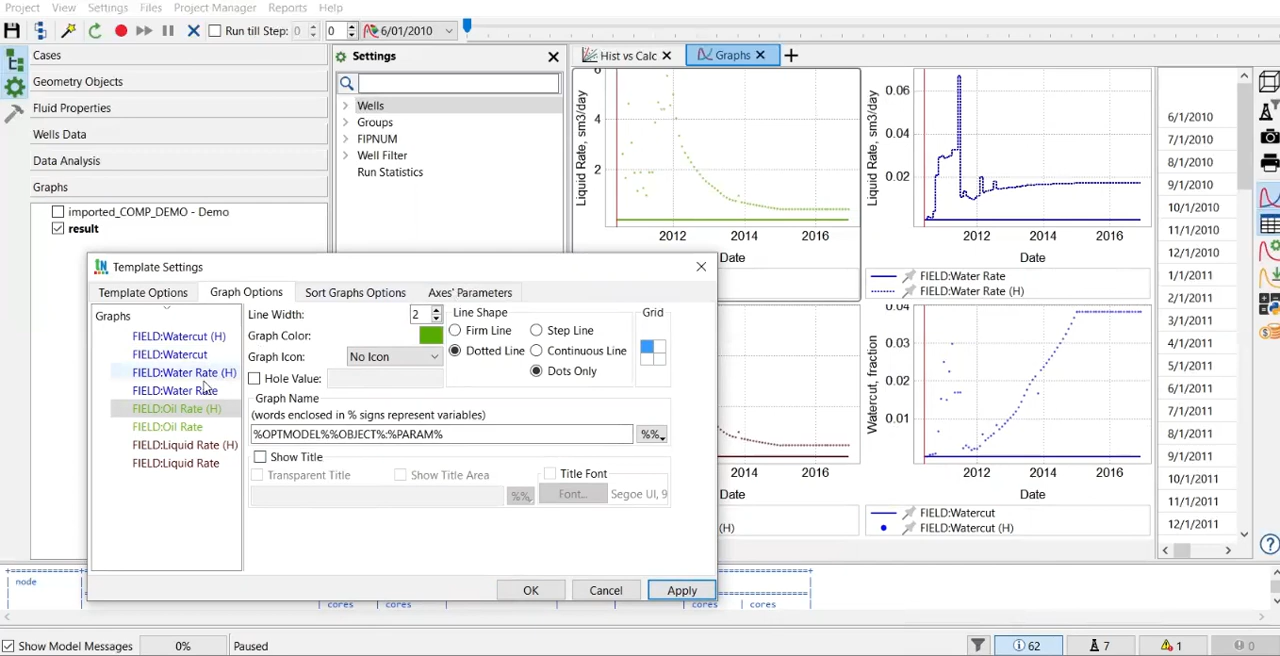 Project View Settings Files Project Manager Reports Help
Run till Step: 0 0 6/01/2010
Cases
Geometry Objects
Fluid Properties
Wells Data
Data Analysis
Graphs
imported_COMP_DEMO - Demo
result
Settings
Wells
Groups
FIPNUM
Well Filter
Run Statistics
Hist vs Calc
Graphs
Liquid Rate, sm3/day
6
4
2
2012 2014 2016
Date
Liquid Rate, sm3/day
0.06
0.04
0.02
2012 2014 2016
Date
FIELD:Water Rate
FIELD:Water Rate (H)
2014 2016
Date
(H)
Watercut, fraction
0.04
0.03
0.02
0.01
2012 2014 2016
Date
FIELD:Watercut
FIELD:Watercut (H)
6/1/2010
7/1/2010
8/1/2010
9/1/2010
10/1/2010
11/1/2010
12/1/2010
1/1/2011
2/1/2011
3/1/2011
4/1/2011
5/1/2011
6/1/2011
7/1/2011
8/1/2011
9/1/2011
10/1/2011
11/1/2011
12/1/2011
Template Settings
Template Options Graph Options Sort Graphs Options Axes' Parameters
Graphs
FIELD:Watercut (H)
FIELD:Watercut
FIELD:Water Rate (H)
FIELD:Water Rate
FIELD:Oil Rate (H)
FIELD:Oil Rate
FIELD:Liquid Rate (H)
FIELD:Liquid Rate
Line Width: 2
Graph Color:
Graph Icon: No Icon
Hole Value:
Line Shape
Firm Line Step Line
Dotted Line Continuous Line
Dots Only
Grid
Graph Name
(words enclosed in % signs represent variables)
%OPTMODEL%%OBJECT%:%PARAM% %%
Show Title
Transparent Title Show Title Area Title Font
%% Font... Segoe UI, 9
OK Cancel Apply
node
cores cores cores cores
Show Model Messages 0% Paused 62 7 1 0